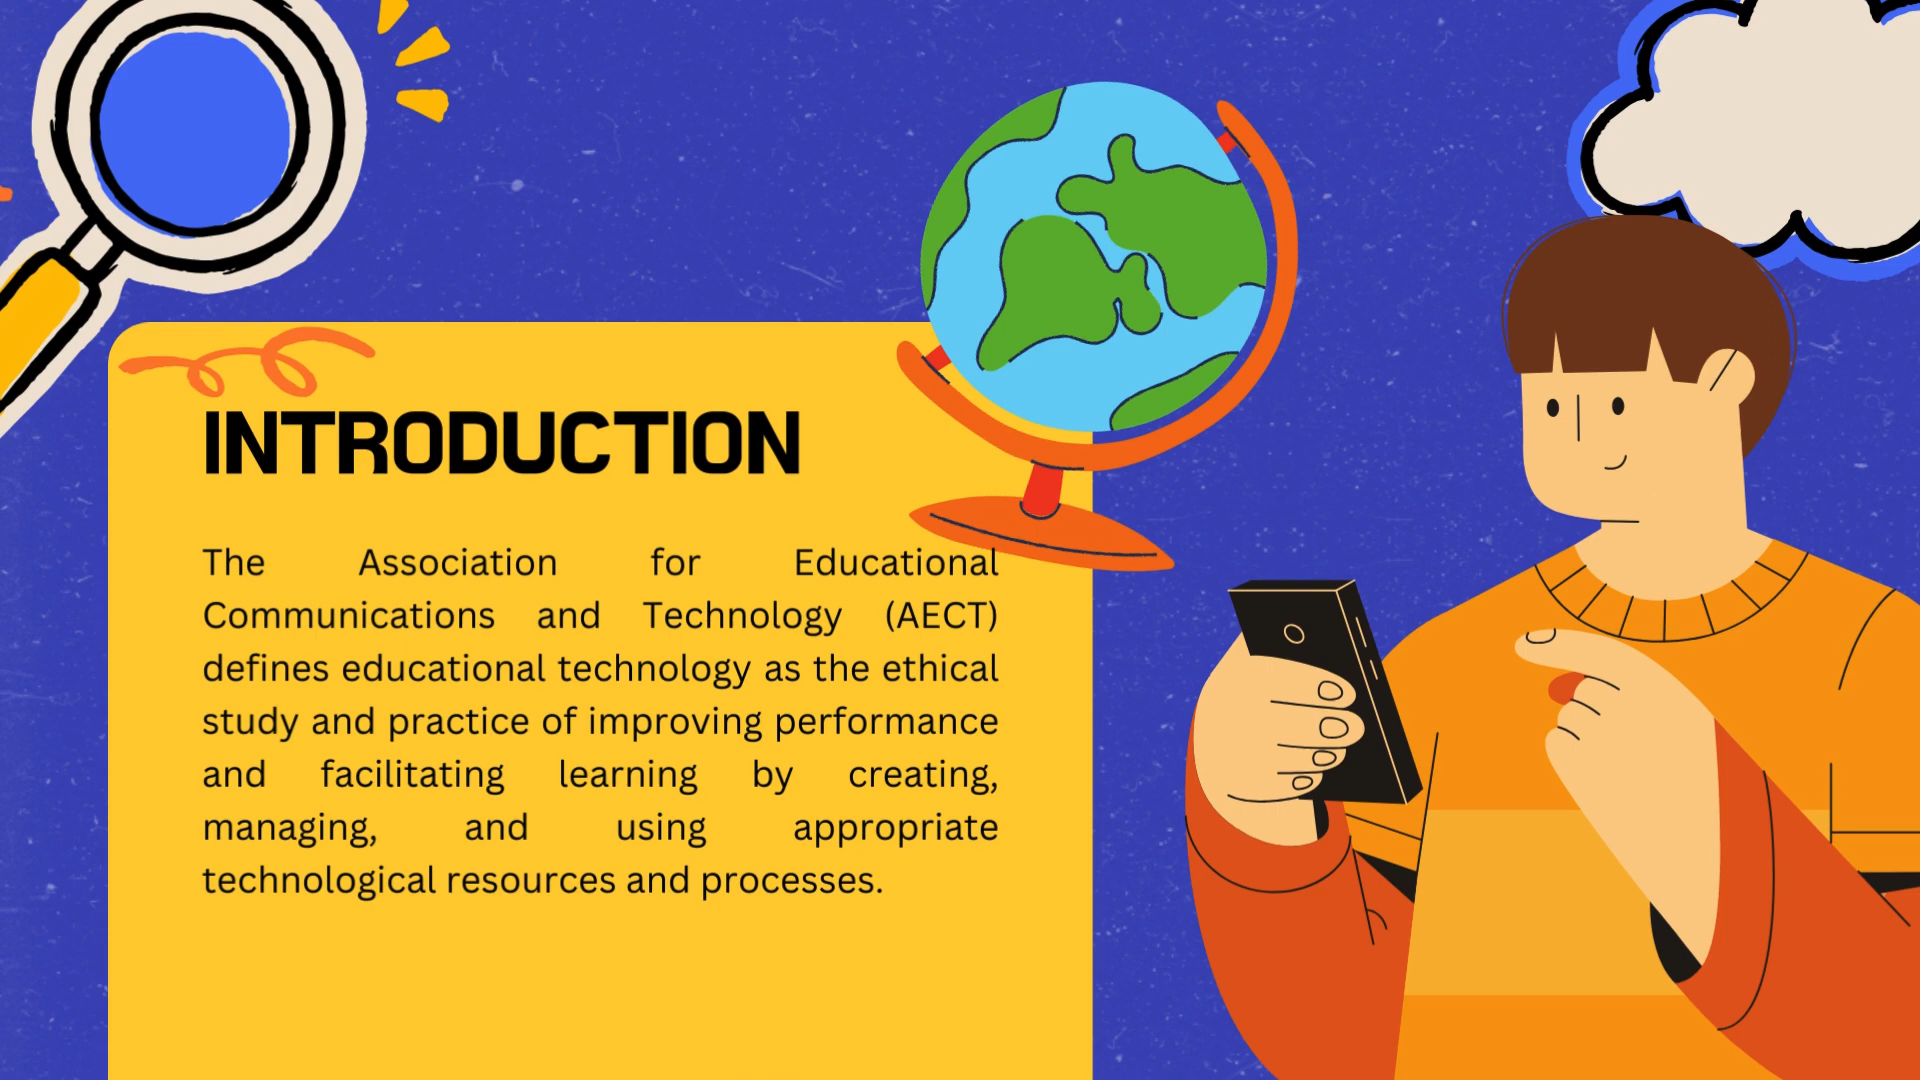 INTRODUCTION
The Association for Educational
Communications and Technology (AECT)
defines educational technology as the ethical
study and practice of improving performance
and facilitating learning by creating,
managing, and using appropriate
technological resources and processes.